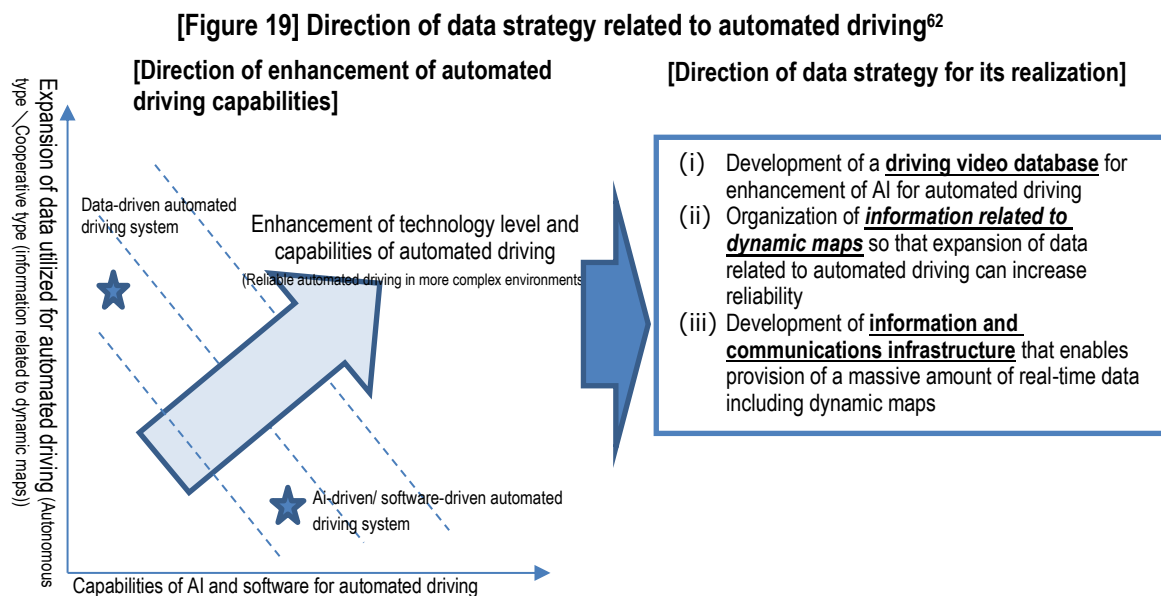 [Figure 19] Direction of data strategy related to automated driving62
[Direction of enhancement of automated
driving capabilities]
Expansion of data utilized for automated driving (Autonomous
type ＼Cooperative type (information related to dynamic maps))
Data-driven automated
driving system
Enhancement of technology level and
capabilities of automated driving
(Reliable automated driving in more complex environments
Ai-driven/ software-driven automated
driving system
Capabilities of AI and software for automated driving
[Direction of data strategy for its realization]
(i) Development of a driving video database for
enhancement of AI for automated driving
(ii) Organization of information related to
dynamic maps so that expansion of data
related to automated driving can increase
reliability
(iii) Development of information and
communications infrastructure that enables
provision of a massive amount of real-time data
including dynamic maps